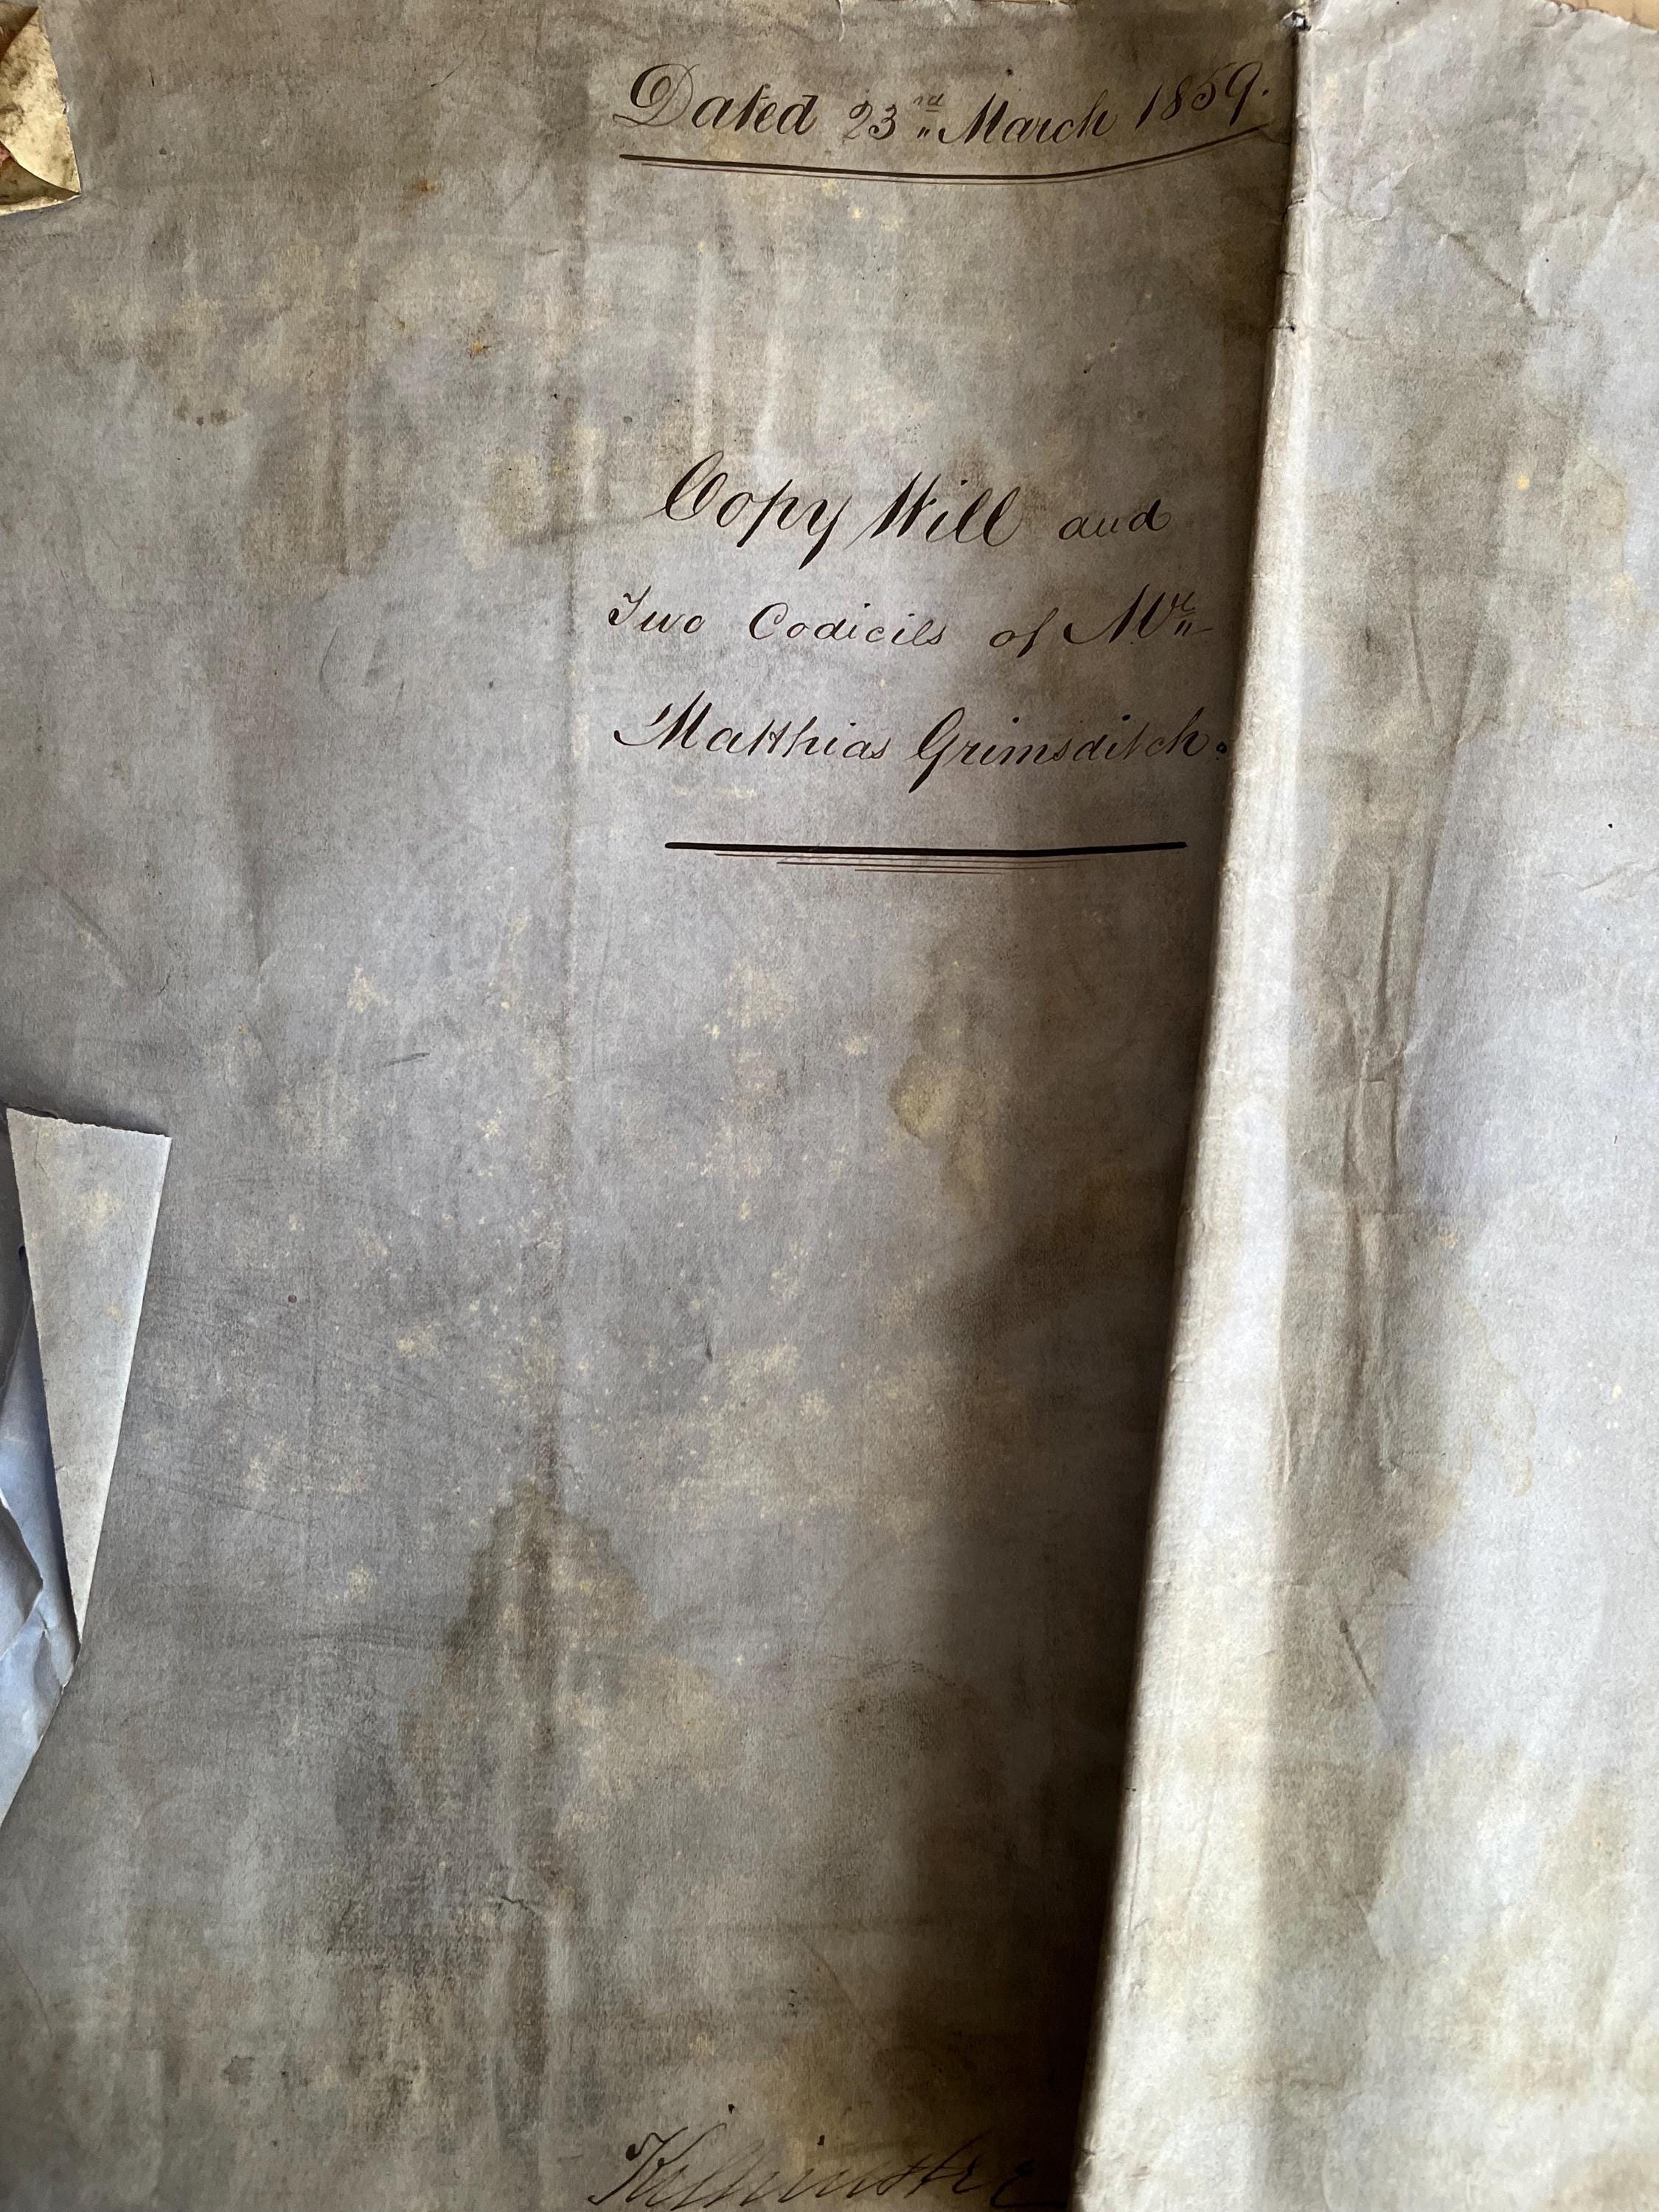 Dated 23rd March 1859.
Copy Will and
Two Codicils of Mr
Matthias Grimsditch.